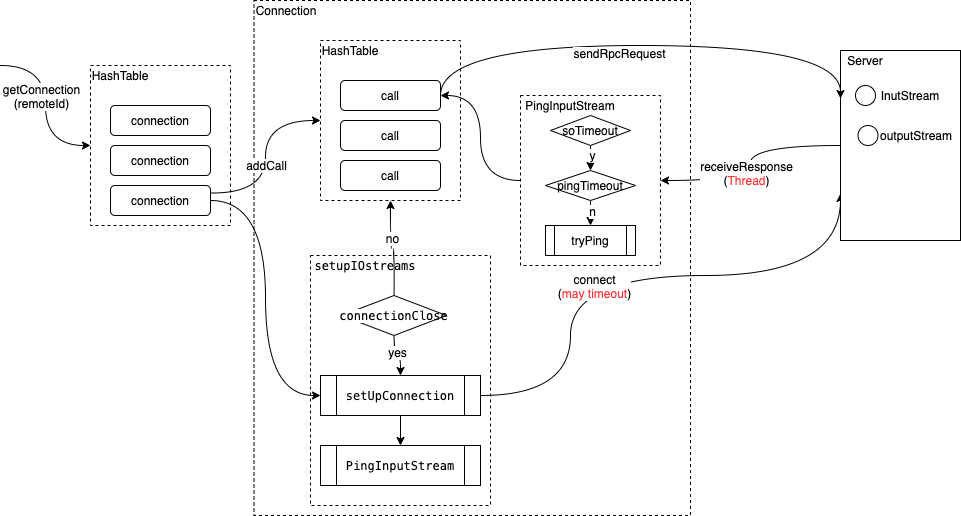 Connection
getConnection
(remoteId)
HashTable
connection
connection
connection
addCall
HashTable
call
call
call
sendRpcRequest
PingInputStream
soTimeout
y
pingTimeout
n
tryPing
receiveResponse
(Thread)
Server
InutStream
outputStream
no
setupIOstreams
connectionClose
yes
setUpConnection
PingInputStream
connect
(may timeout)